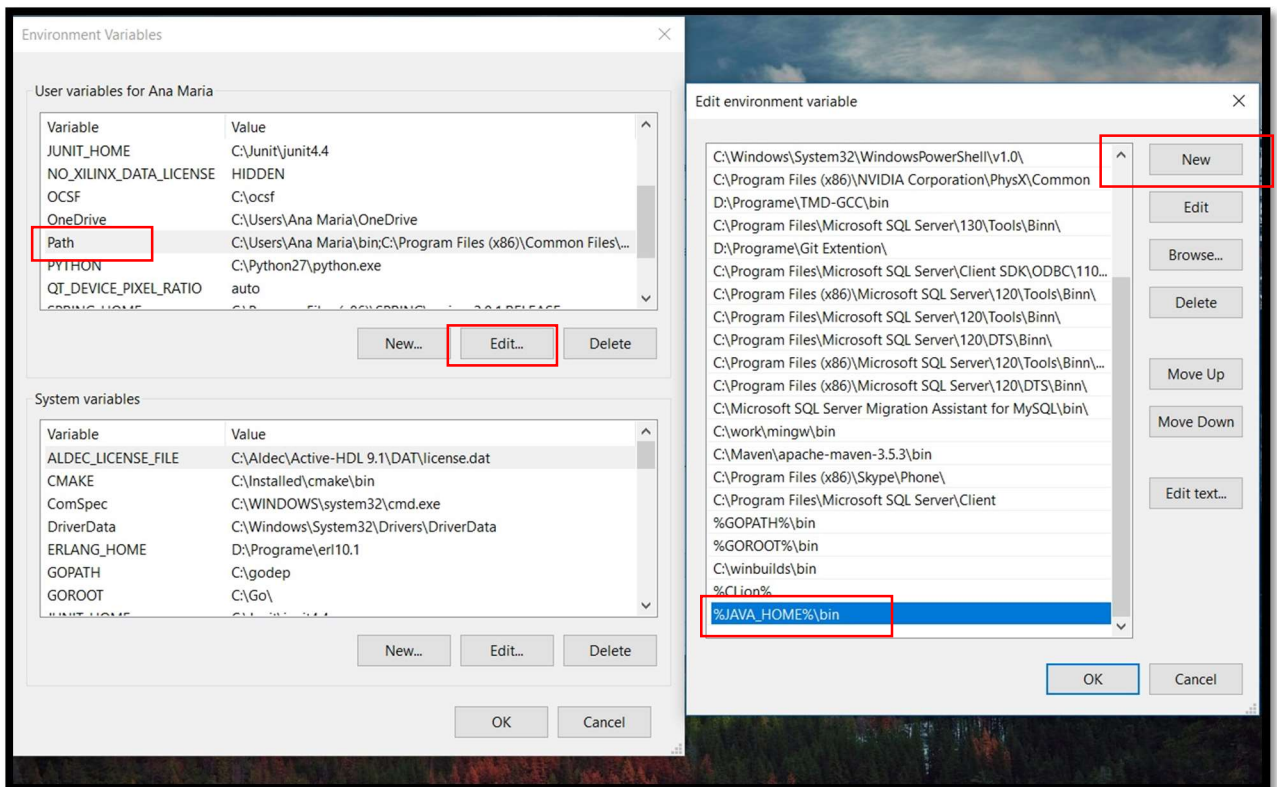 Environment Variables
User variables for Ana Maria
Variable Value
JUNIT_HOME C:\Junit\junit4.4
NO_XILINX_DATA_LICENSE HIDDEN
OCSF C:\ocsf
OneDrive C:\Users\Ana Maria\OneDrive
Path C:\Users\Ana Maria\bin;C:\Program Files (x86)\Common Files\...
PYTHON C:\Python27\python.exe
QT_DEVICE_PIXEL_RATIO auto
New... Edit... Delete
System variables
Variable Value
ALDEC_LICENSE_FILE C:\Aldec\Active-HDL 9.1\DAT\license.dat
CMAKE C:\Installed\cmake\bin
ComSpec C:\WINDOWS\system32\cmd.exe
DriverData C:\Windows\System32\Drivers\DriverData
ERLANG_HOME D:\Programe\erl10.1
GOPATH C:\godep
GOROOT C:\Go\
New... Edit... Delete
OK Cancel
Edit environment variable
C:\Windows\System32\WindowsPowerShell\v1.0\
C:\Program Files (x86)\NVIDIA Corporation\PhysX\Common
D:\Programe\TMD-GCC\bin
C:\Program Files\Microsoft SQL Server\130\Tools\Binn\
D:\Programe\Git Extention\
C:\Program Files\Microsoft SQL Server\Client SDK\ODBC\110...
C:\Program Files (x86)\Microsoft SQL Server\120\Tools\Binn\
C:\Program Files\Microsoft SQL Server\120\Tools\Binn\
C:\Program Files\Microsoft SQL Server\120\DTS\Binn\
C:\Program Files (x86)\Microsoft SQL Server\120\Tools\Binn\...
C:\Program Files (x86)\Microsoft SQL Server\120\DTS\Binn\
C:\Microsoft SQL Server Migration Assistant for MySQL\bin\
C:\work\mingw\bin
C:\Maven\apache-maven-3.5.3\bin
C:\Program Files (x86)\Skype\Phone\
C:\Program Files\Microsoft SQL Server\Client
%GOPATH%\bin
%GOROOT%\bin
C:\winbuilds\bin
%CLion%
%JAVA_HOME%\bin
New
Edit
Browse...
Delete
Move Up
Move Down
Edit text...
OK Cancel